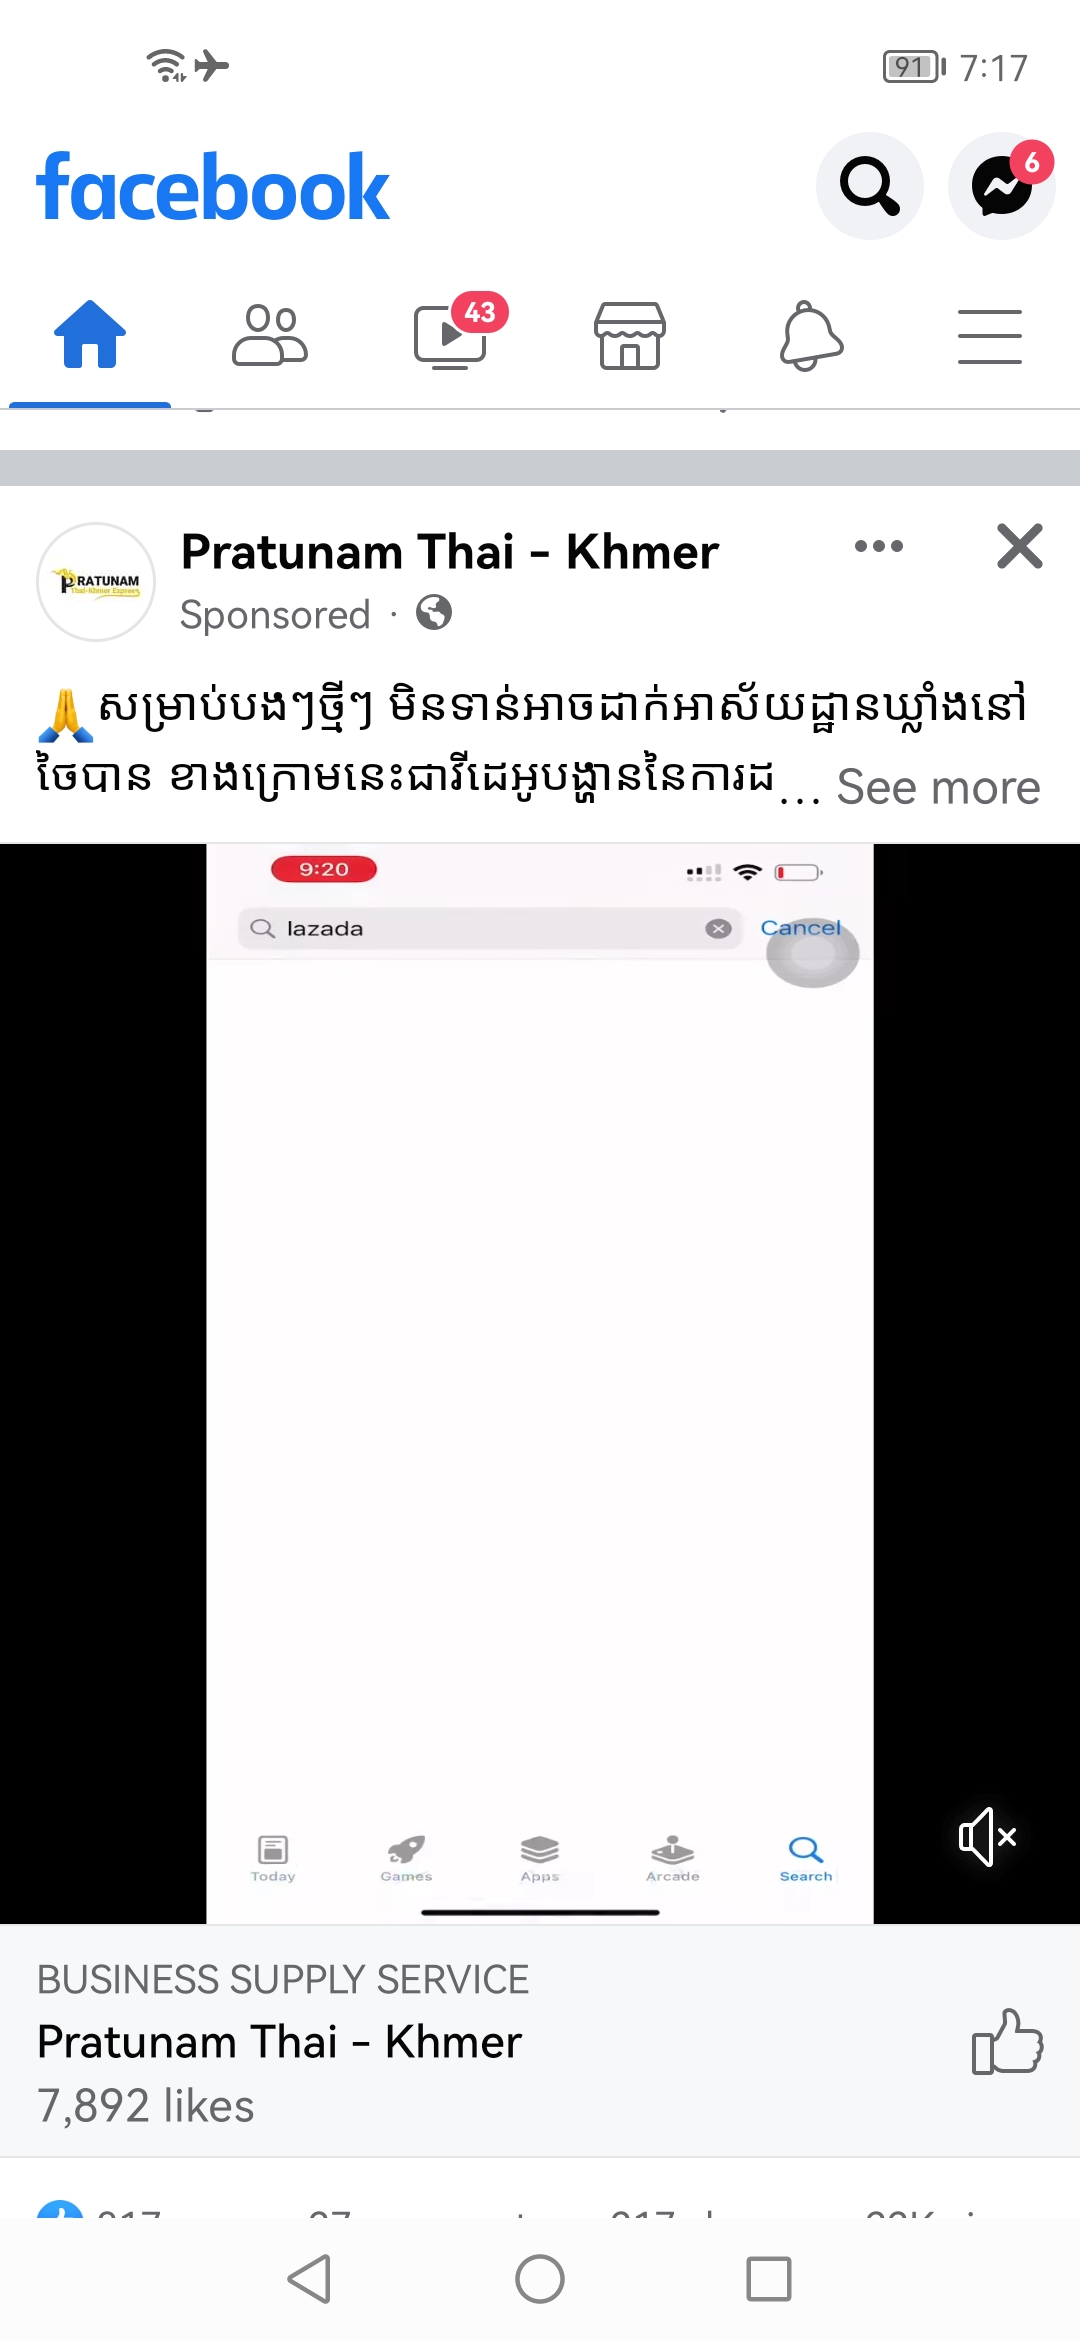 91 7:17
facebook
6
43
Pratunam Thai - Khmer
PRATUNAM
Thai-Khmer Express
Sponsored ·
🙏សម្រាប់បងៗថ្មីៗ មិនទាន់អាចដាក់អាស័យដ្ឋានឃ្លាំងនៅ
ថៃបាន ខាងក្រោមនេះជាវីដេអូបង្ហាននៃការដ... See more
9:20
lazada
Cancel
Today Games Apps Arcade Search
BUSINESS SUPPLY SERVICE
Pratunam Thai - Khmer
7,892 likes